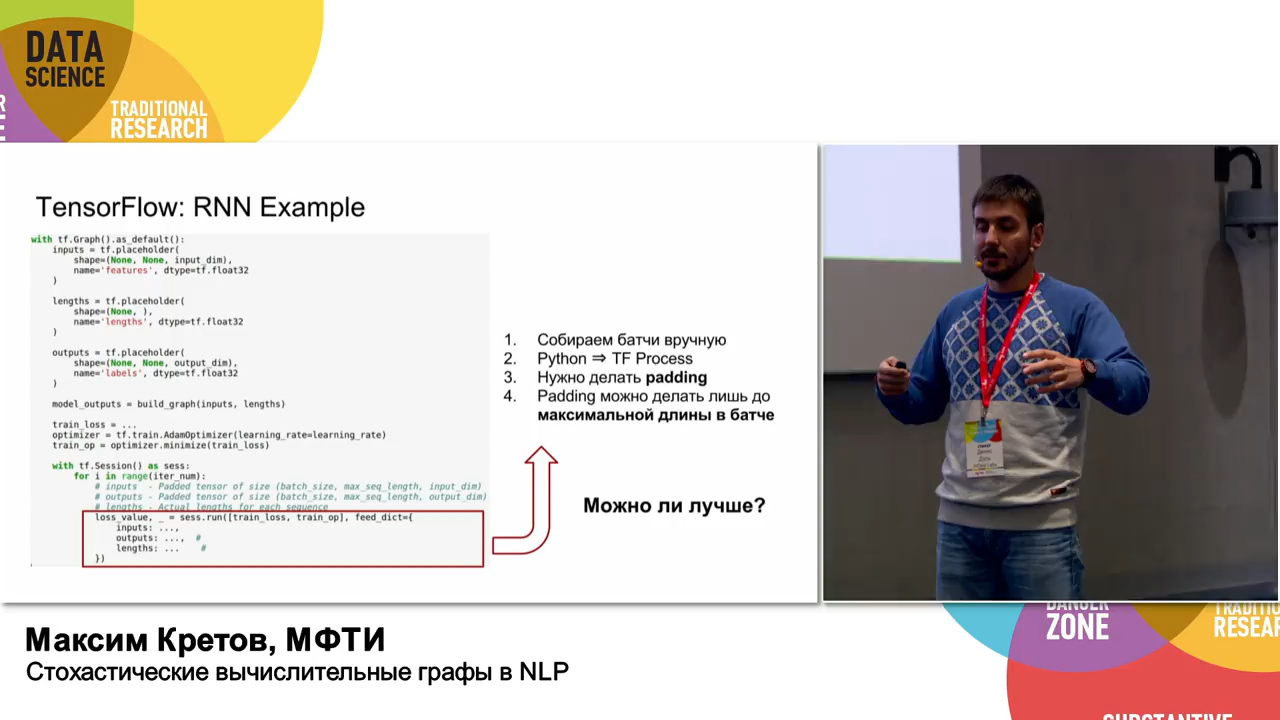 DATA
SCIENCE
TRADITIONAL
RESEARCH
TensorFlow: RNN Example
with tf.Graph().as_default():
inputs = tf.placeholder(
shape=(None, None, input_dim),
name='features', dtype=tf.float32
)
lengths = tf.placeholder(
shape=(None, ),
name='lengths', dtype=tf.float32
)
outputs = tf.placeholder(
shape=(None, None, output_dim),
name='labels', dtype=tf.float32
)
model_outputs = build_graph(inputs, lengths)
train_loss = ...
optimizer = tf.train.AdamOptimizer(learning_rate=learning_rate)
train_op = optimizer.minimize(train_loss)
with tf.Session() as sess:
for i in range(iter_num):
# inputs - Padded tensor of size (batch_size, max_seq_length, input_dim)
# outputs - Padded tensor of size (batch_size, max_seq_length, output_dim)
# lengths - Actual lengths for each sequence
loss_value, _ = sess.run([train_loss, train_op], feed_dict={
inputs: ...,
outputs: ..., #
lengths: ... #
})
1. Собираем батчи вручную
2. Python ⇒ TF Process
3. Нужно делать padding
4. Padding можно делать лишь до
максимальной длины в батче
Можно ли лучше?
Максим Кретов, МФТИ
Стохастические вычислительные графы в NLP
DANGER
ZONE
TRADITIO
RESEAR
SUBSTANTIVE